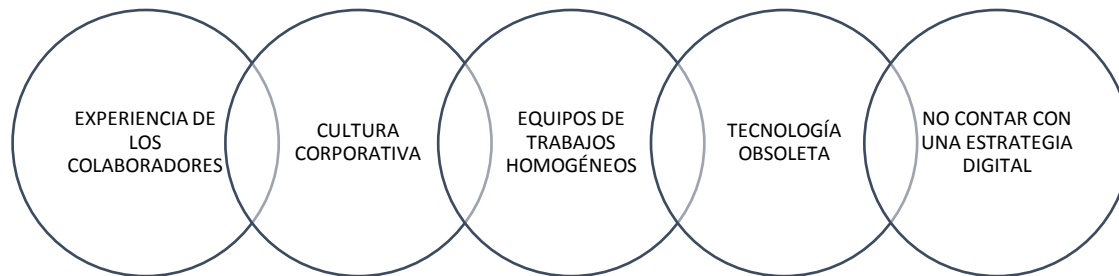 EXPERIENCIA DE
LOS
COLABORADORES
CULTURA
CORPORATIVA
EQUIPOS DE
TRABAJOS
HOMOGÉNEOS
TECNOLOGÍA
OBSOLETA
NO CONTAR CON
UNA ESTRATEGIA
DIGITAL